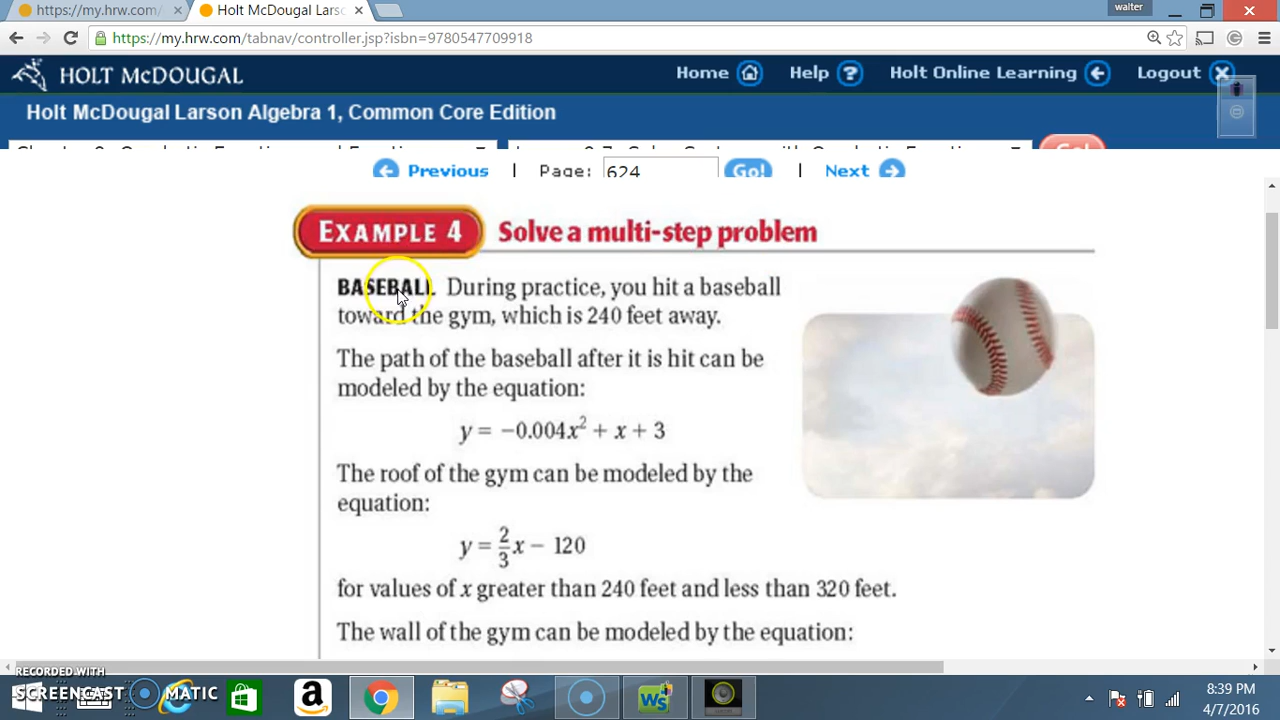 https://my.hrw.com/tabnav/ × Holt McDougal Lars × walter
https://my.hrw.com/tabnav/controller.jsp?isbn=9780547709918
HOLT McDOUGAL Home Help ? Holt Online Learning Logout
Holt McDougal Larson Algebra 1, Common Core Edition
Go!
Previous | Page: 624 Go! | Next
EXAMPLE 4 Solve a multi-step problem
BASEBALL During practice, you hit a baseball
toward the gym, which is 240 feet away.
The path of the baseball after it is hit can be
modeled by the equation:
y = −0.004x² + x + 3
The roof of the gym can be modeled by the
equation:
y = 2/3x − 120
for values of x greater than 240 feet and less than 320 feet.
The wall of the gym can be modeled by the equation:
RECORDED WITH
SCREENCAST MATIC
a
WS
8:39 PM
4/7/2016